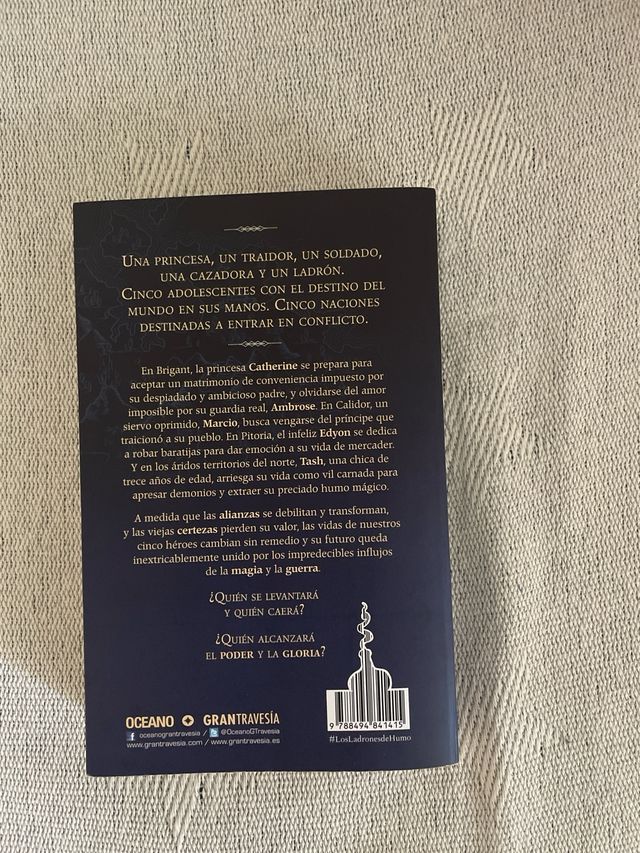 UNA PRINCESA, UN TRAIDOR, UN SOLDADO,
UNA CAZADORA Y UN LADRÓN.
CINCO ADOLESCENTES CON EL DESTINO DEL
MUNDO EN SUS MANOS. CINCO NACIONES
DESTINADAS A ENTRAR EN CONFLICTO.
En Brigant, la princesa Catherine se prepara para
aceptar un matrimonio de conveniencia impuesto por
su despiadado y ambicioso padre, y olvidarse del amor
imposible por su guardia real, Ambrose. En Calidor, un
siervo oprimido, Marcio, busca vengarse del príncipe que
traicionó a su pueblo. En Pitoria, el infeliz Edyon se dedica
a robar baratijas para dar emoción a su vida de mercader.
Y en los áridos territorios del norte, Tash, una chica de
trece años de edad, arriesga su vida como vil carnada para
apresar demonios y extraer su preciado humo mágico.
A medida que las alianzas se debilitan y transforman,
y las viejas certezas pierden su valor, las vidas de nuestros
cinco héroes cambian sin remedio y su futuro queda
inextricablemente unido por los impredecibles influjos
de la magia y la guerra.
¿QUIÉN SE LEVANTARÁ
Y QUIÉN CAERÁ?
¿QUIÉN ALCANZARÁ
EL PODER Y LA GLORIA?
OCEANO GRANTRAVESÍA
f oceanograntravesia / @OceanoGTravesia
www.grantravesia.com / www.grantravesia.es
9 788494 841415
#LosLadronesdeHumo